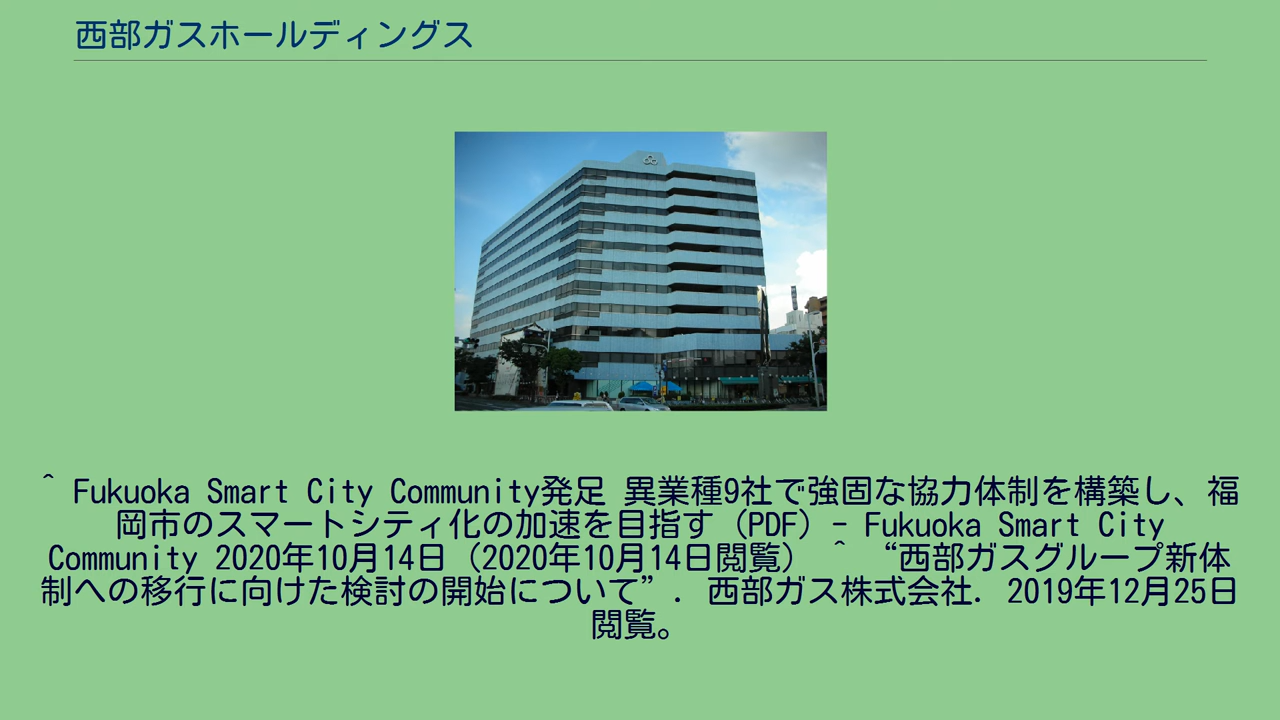 西部ガスホールディングス
^ Fukuoka Smart City Community発足 異業種9社で強固な協力体制を構築し、福
岡市のスマートシティ化の加速を目指す（PDF）- Fukuoka Smart City
Community 2020年10月14日（2020年10月14日閲覧） ^ “西部ガスグループ新体
制への移行に向けた検討の開始について”. 西部ガス株式会社. 2019年12月25日
閲覧。